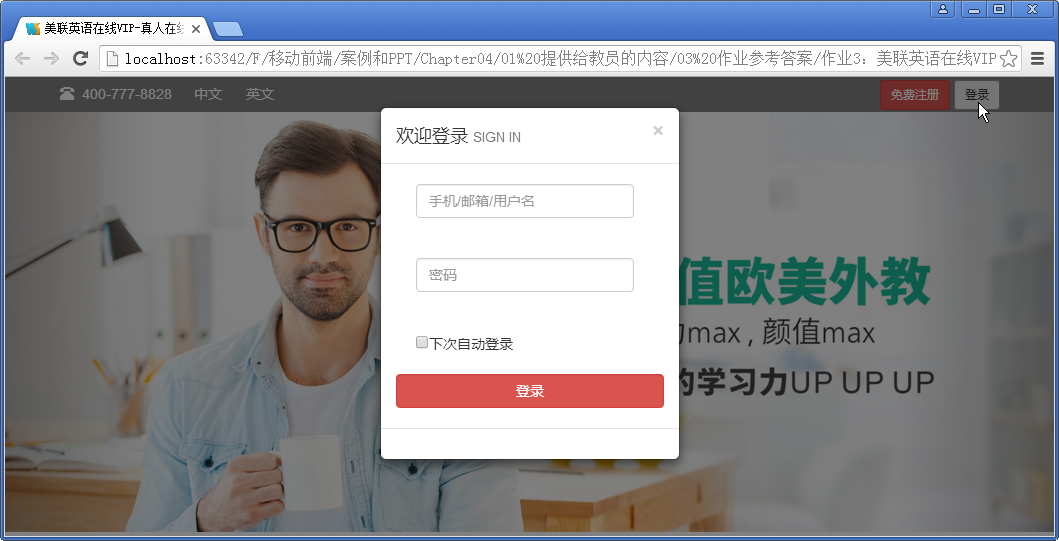 美联英语在线VIP-真人在线
localhost:63342/F/移动前端/案例和PPT/Chapter04/01%20提供给教员的内容/03%20作业参考答案/作业3：美联英语在线VIP
400-777-8828 中文 英文 免费注册 登录
欢迎登录 SIGN IN ×
手机/邮箱/用户名
密码
下次自动登录
登录
值欧美外教
max , 颜值max
的学习力UP UP UP